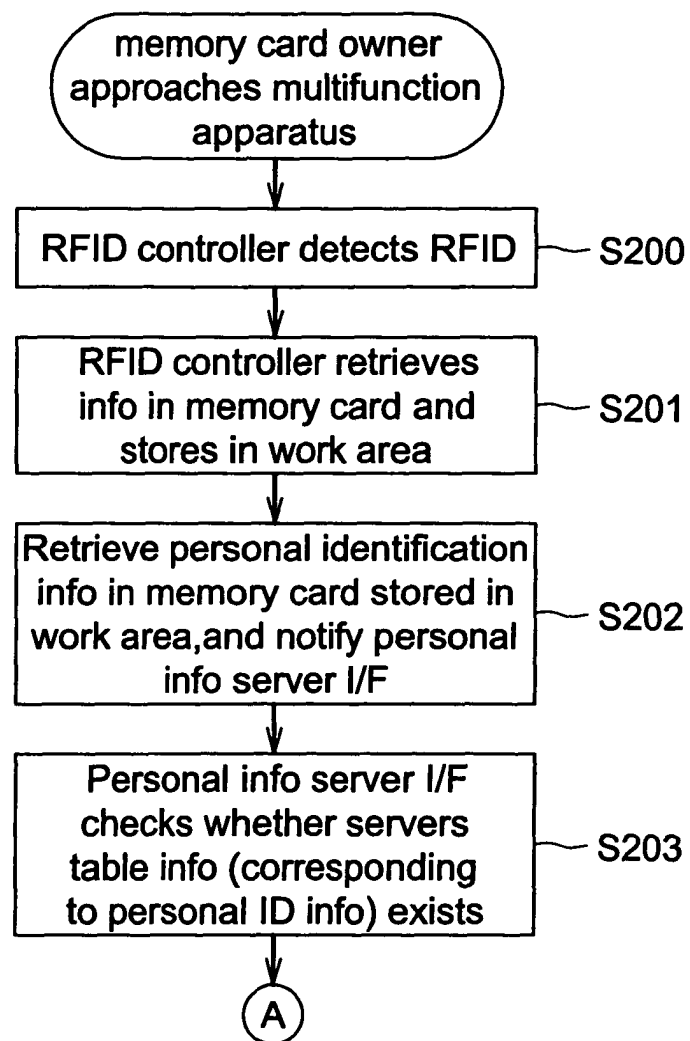 memory card owner
approaches multifunction
apparatus
RFID controller detects RFID
S200
RFID controller retrieves
info in memory card and
stores in work area
S201
Retrieve personal identification
info in memory card stored in
work area,and notify personal
info server I/F
S202
Personal info server I/F
checks whether servers
table info (corresponding
to personal ID info) exists
S203
A